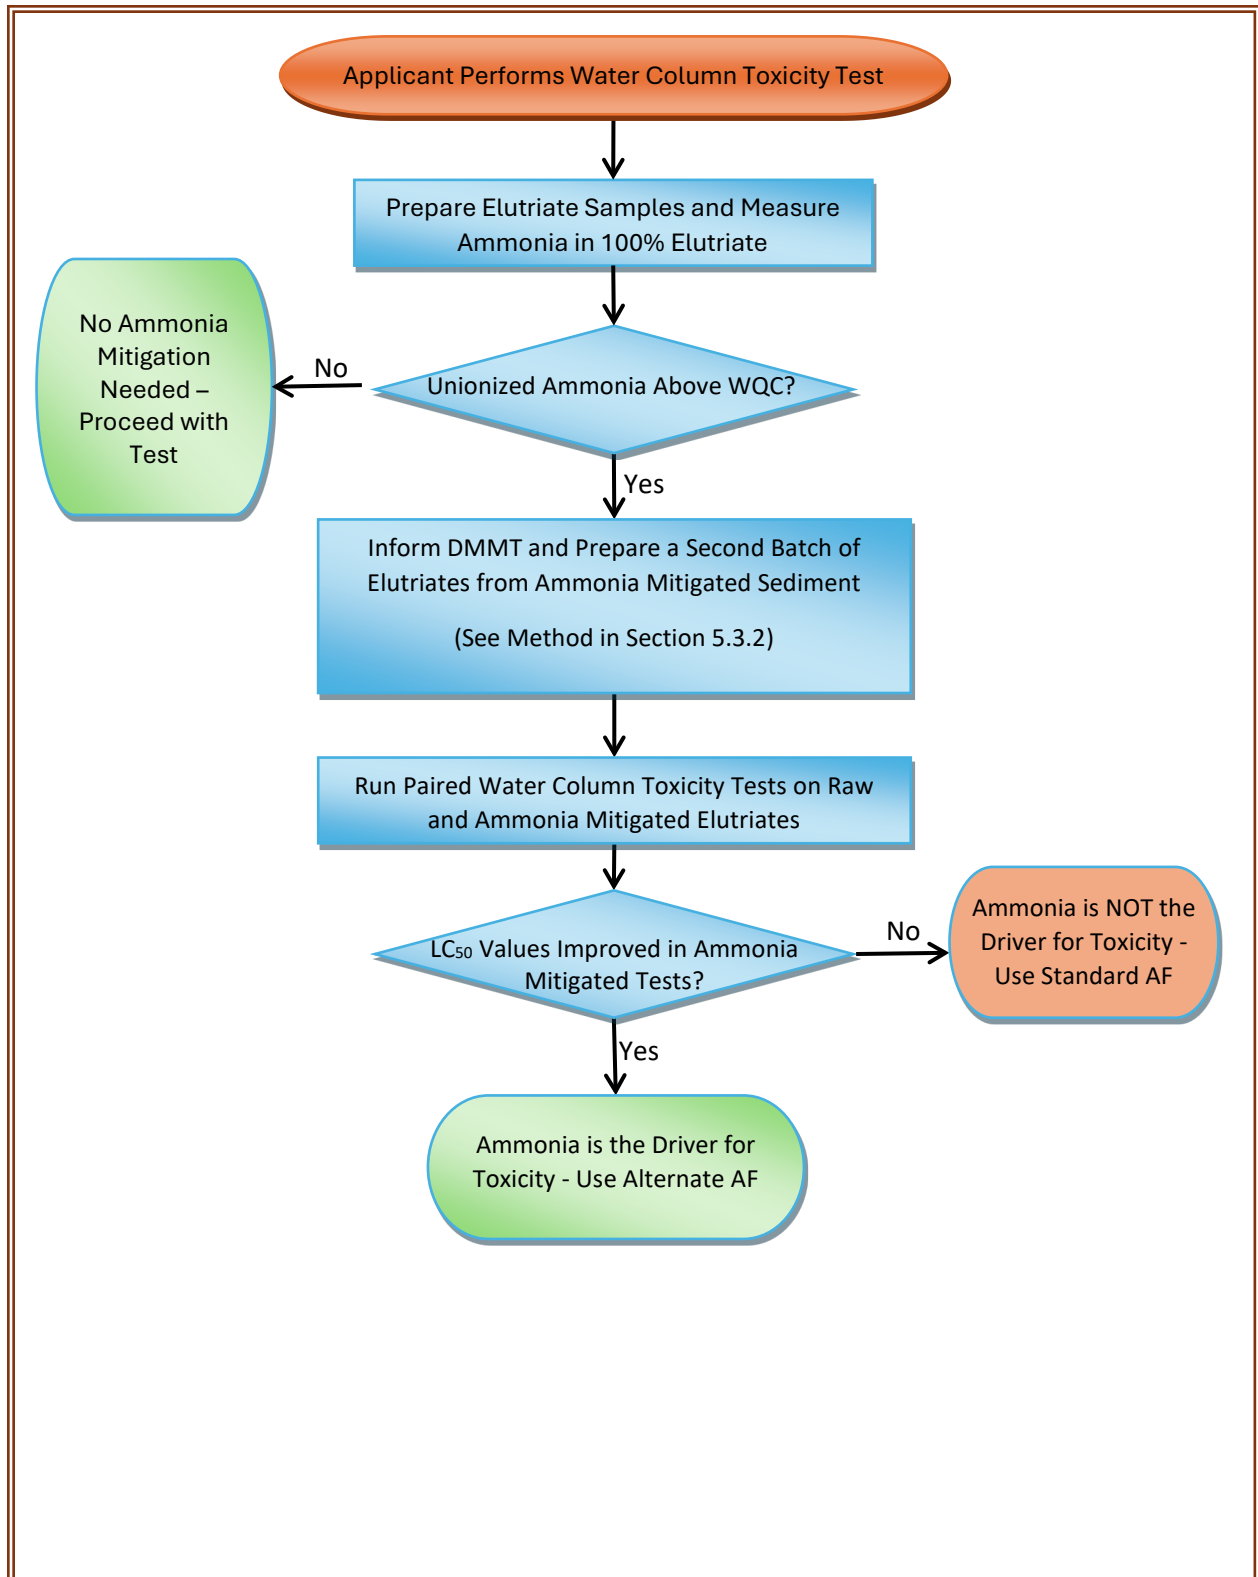 Applicant Performs Water Column Toxicity Test
Prepare Elutriate Samples and Measure
Ammonia in 100% Elutriate
No Ammonia
Mitigation
Needed –
Proceed with
Test
No
Unionized Ammonia Above WQC?
Yes
Inform DMMT and Prepare a Second Batch of
Elutriates from Ammonia Mitigated Sediment
(See Method in Section 5.3.2)
Run Paired Water Column Toxicity Tests on Raw
and Ammonia Mitigated Elutriates
LC50 Values Improved in Ammonia
Mitigated Tests?
No
Ammonia is NOT the
Driver for Toxicity -
Use Standard AF
Yes
Ammonia is the Driver for
Toxicity - Use Alternate AF